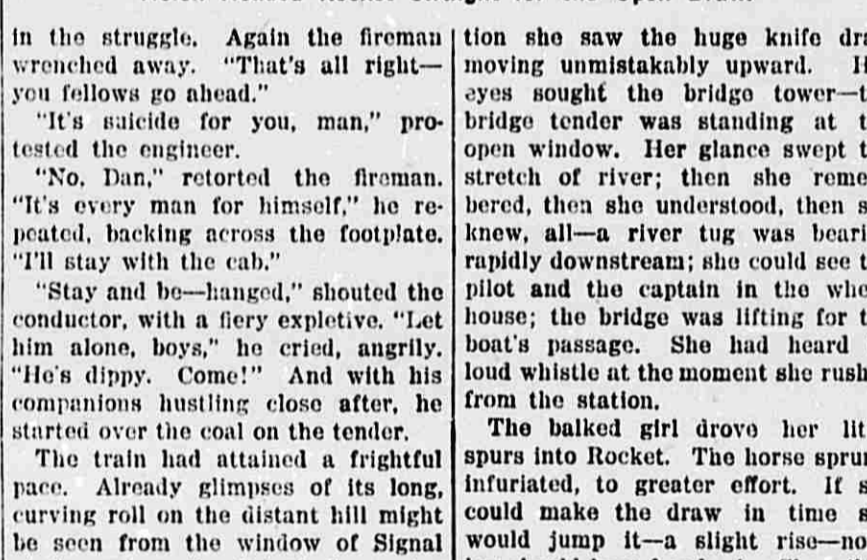 in the struggle. Again the fireman
wrenched away. "That's all right—
you fellows go ahead."
"It's suicide for you, man," pro-
tested the engineer.
"No, Dan," retorted the fireman.
"It's every man for himself," he re-
peated, backing across the footplate.
"I'll stay with the cab."
"Stay and be—hanged," shouted the
conductor, with a fiery expletive. "Let
him alone, boys," he cried, angrily.
"He's dippy. Come!" And with his
companions hustling close after, he
started over the coal on the tender.
The train had attained a frightful
pace. Already glimpses of its long,
curving roll on the distant hill might
be seen from the window of Signal
tion she saw the huge knife dra
moving unmistakably upward. H
eyes sought the bridge tower—t
bridge tender was standing at t
open window. Her glance swept t
stretch of river; then she reme
bered, then she understood, then s
knew, all—a river tug was beari
rapidly downstream; she could see t
pilot and the captain in the whe
house; the bridge was lifting for t
boat's passage. She had heard
loud whistle at the moment she rush
from the station.
The balked girl drove her lit
spurs into Rocket. The horse sprun
infuriated, to greater effort. If s
could make the draw in time s
would jump it—a slight rise—no